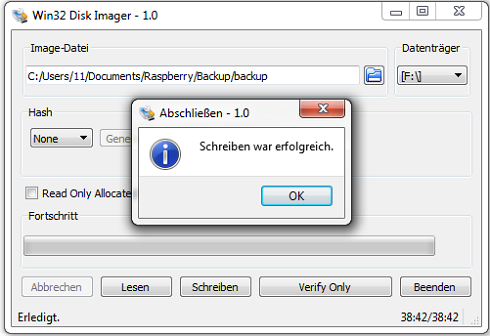 Win32 Disk Imager - 1.0
Image-Datei
Datenträger
C:/Users/11/Documents/Raspberry/Backup/backup
[F:\]
Hash
None
Abschließen - 1.0
Schreiben war erfolgreich.
OK
Read Only Allocate
Fortschritt
Abbrechen
Lesen
Schreiben
Verify Only
Beenden
Erledigt.
38:42/38:42